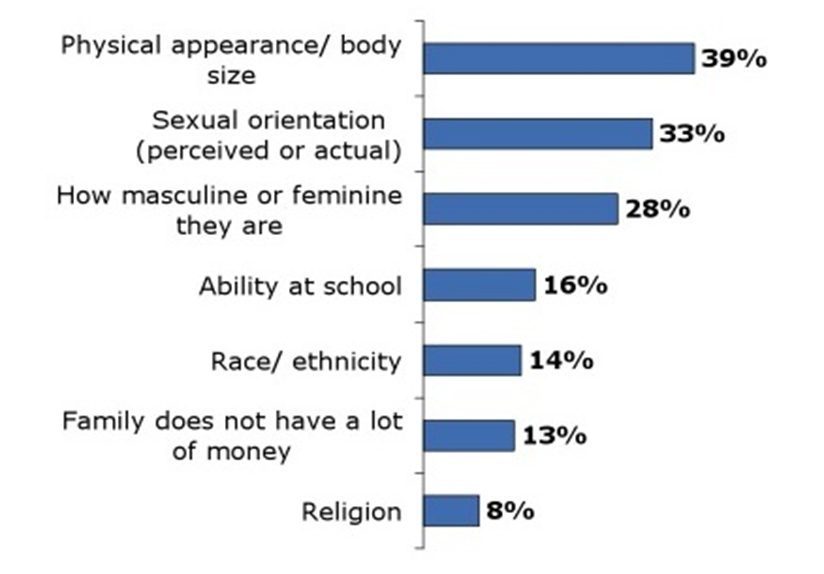 Physical appearance/ body
size
39%
Sexual orientation
(perceived or actual)
33%
How masculine or feminine
they are
28%
Ability at school
16%
Race/ ethnicity
14%
Family does not have a lot
of money
13%
Religion
8%